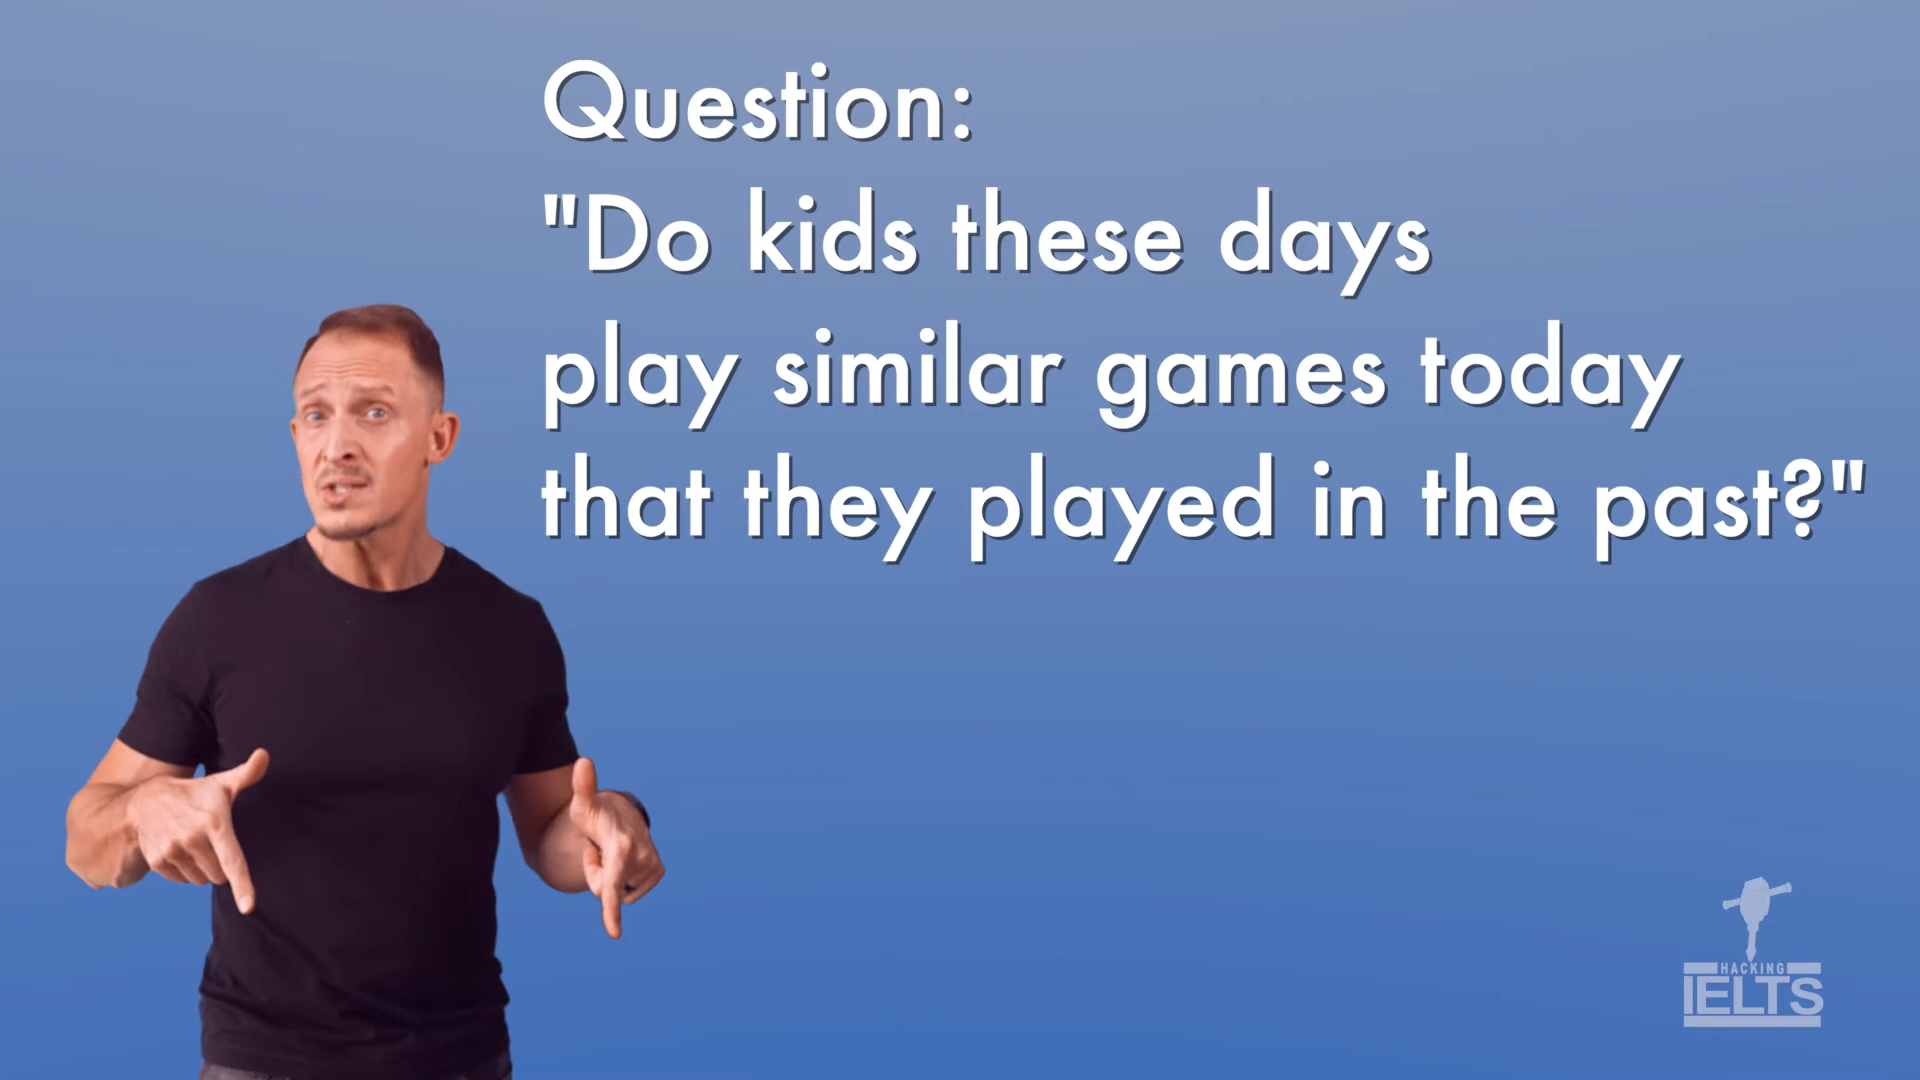 Question:
"Do kids these days
play similar games today
that they played in the past?"
HACKING
IELTS